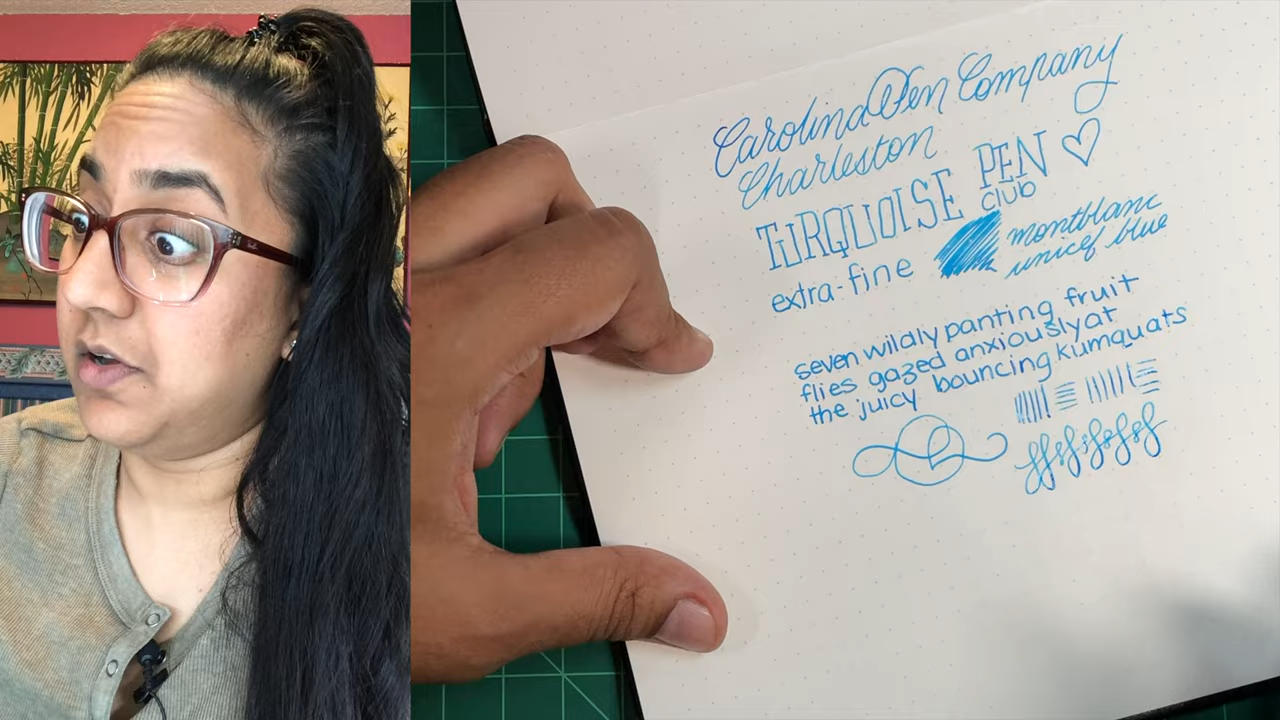 Carolina Pen Company
Charleston
TURQUOISE PEN
club
extra-fine
montblanc
unicef blue
seven wildly panting fruit
flies gazed anxiously at
the juicy bouncing kumquats